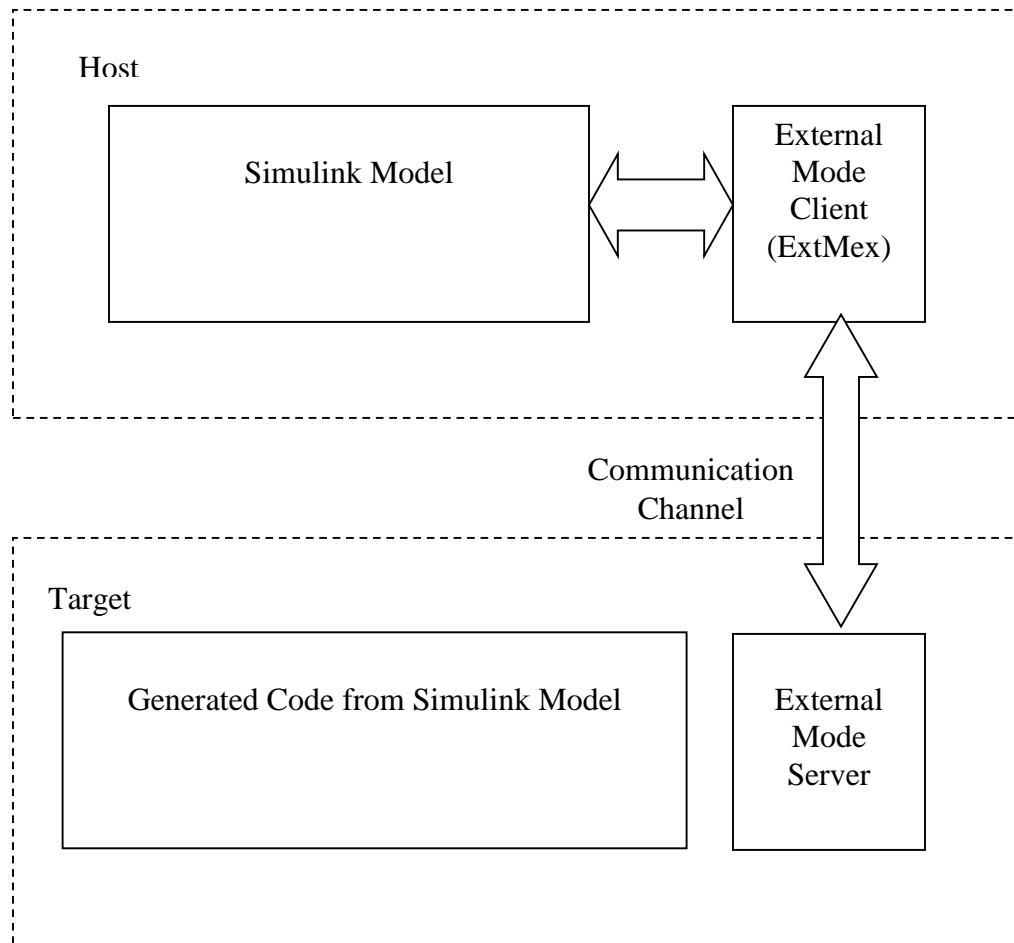 Host
Simulink Model
External
Mode
Client
(ExtMex)
Communication
Channel
Target
Generated Code from Simulink Model
External
Mode
Server